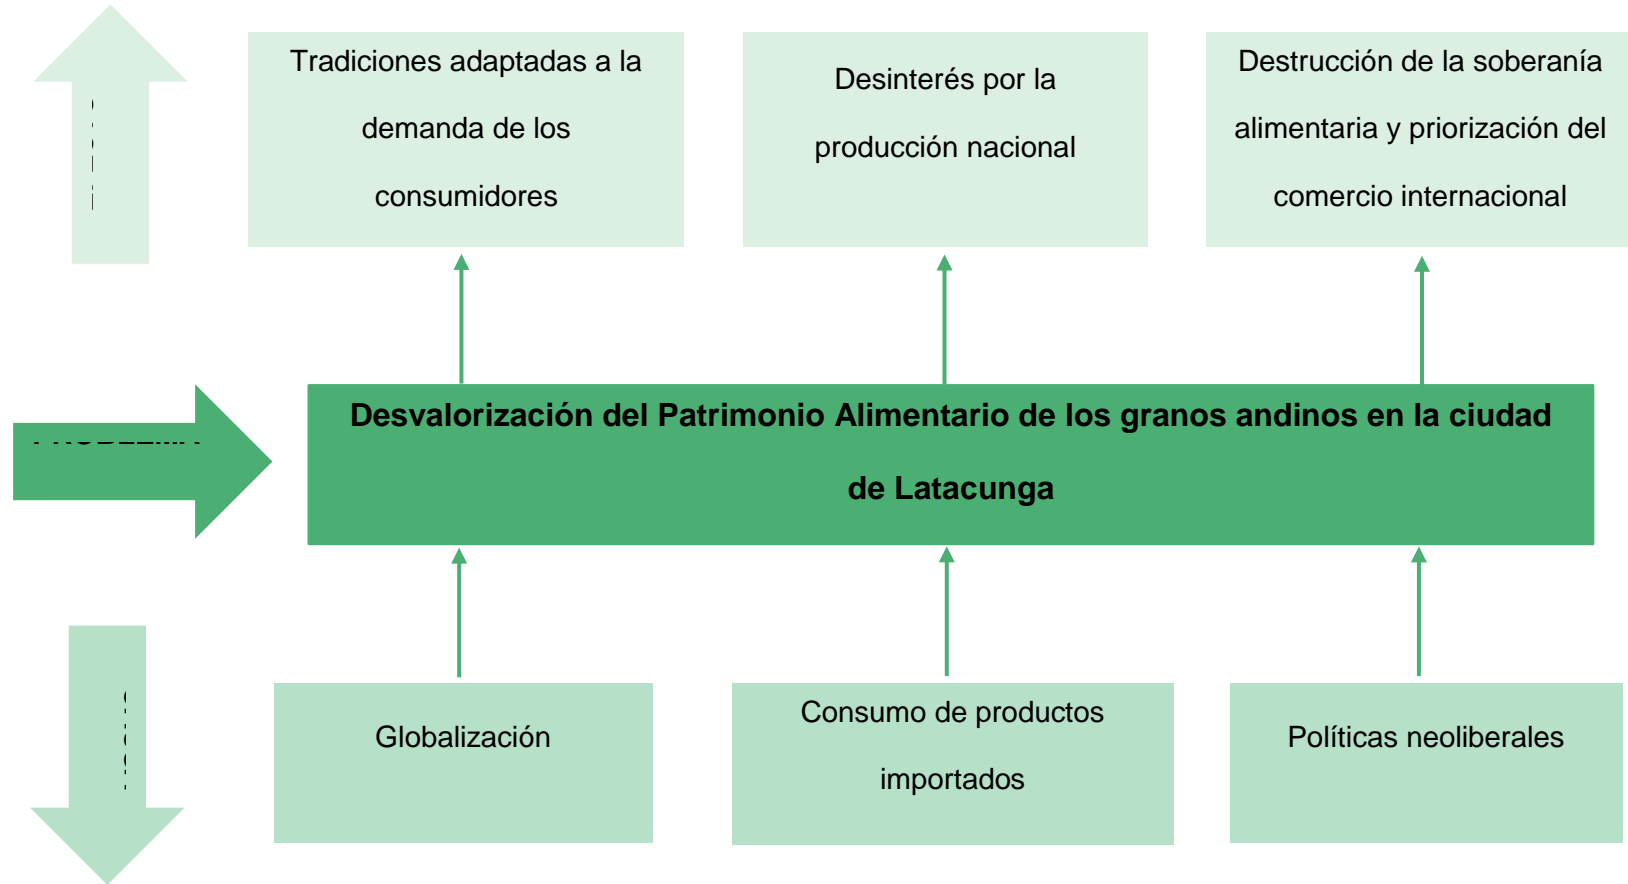 Tradiciones adaptadas a la
demanda de los
consumidores
Desinterés por la
producción nacional
Destrucción de la soberanía
alimentaria y priorización del
comercio internacional
PROBLEMA
Desvalorización del Patrimonio Alimentario de los granos andinos en la ciudad
de Latacunga
Globalización
Consumo de productos
importados
Políticas neoliberales